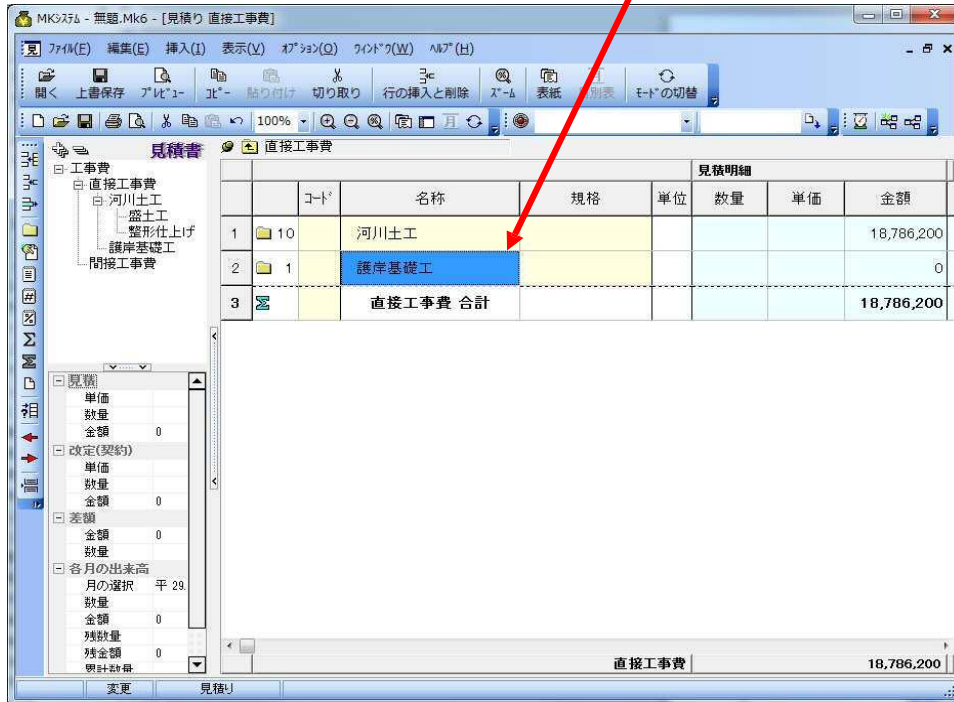 MKｼｽﾃﾑ - 無題.Mk6 - [見積り 直接工事費]
見 ﾌｧｲﾙ(F) 編集(E) 挿入(I) 表示(V) ｵﾌﾟｼｮﾝ(O) ｳｨﾝﾄﾞｳ(W) ﾍﾙﾌﾟ(H)
開く 上書保存 ﾌﾟﾚﾋﾞｭｰ ｺﾋﾟｰ 貼り付け 切り取り 行の挿入と削除 ｽﾞｰﾑ 表紙 別表 ﾓｰﾄﾞの切替
100%
見積書
直接工事費
工事費
直接工事費
河川土工
盛土工
整形仕上げ
護岸基礎工
間接工事費
見積明細
ｺｰﾄﾞ 名称 規格 単位 数量 単価 金額
1 10 河川土工 18,786,200
2 1 護岸基礎工 0
3 Σ 直接工事費 合計 18,786,200
見積
単価
数量
金額 0
改定(契約)
単価
数量
金額 0
差額
金額 0
数量
各月の出来高
月の選択 平 29.
数量
金額 0
残数量
残金額 0
累計数量
直接工事費 18,786,200
変更 見積り